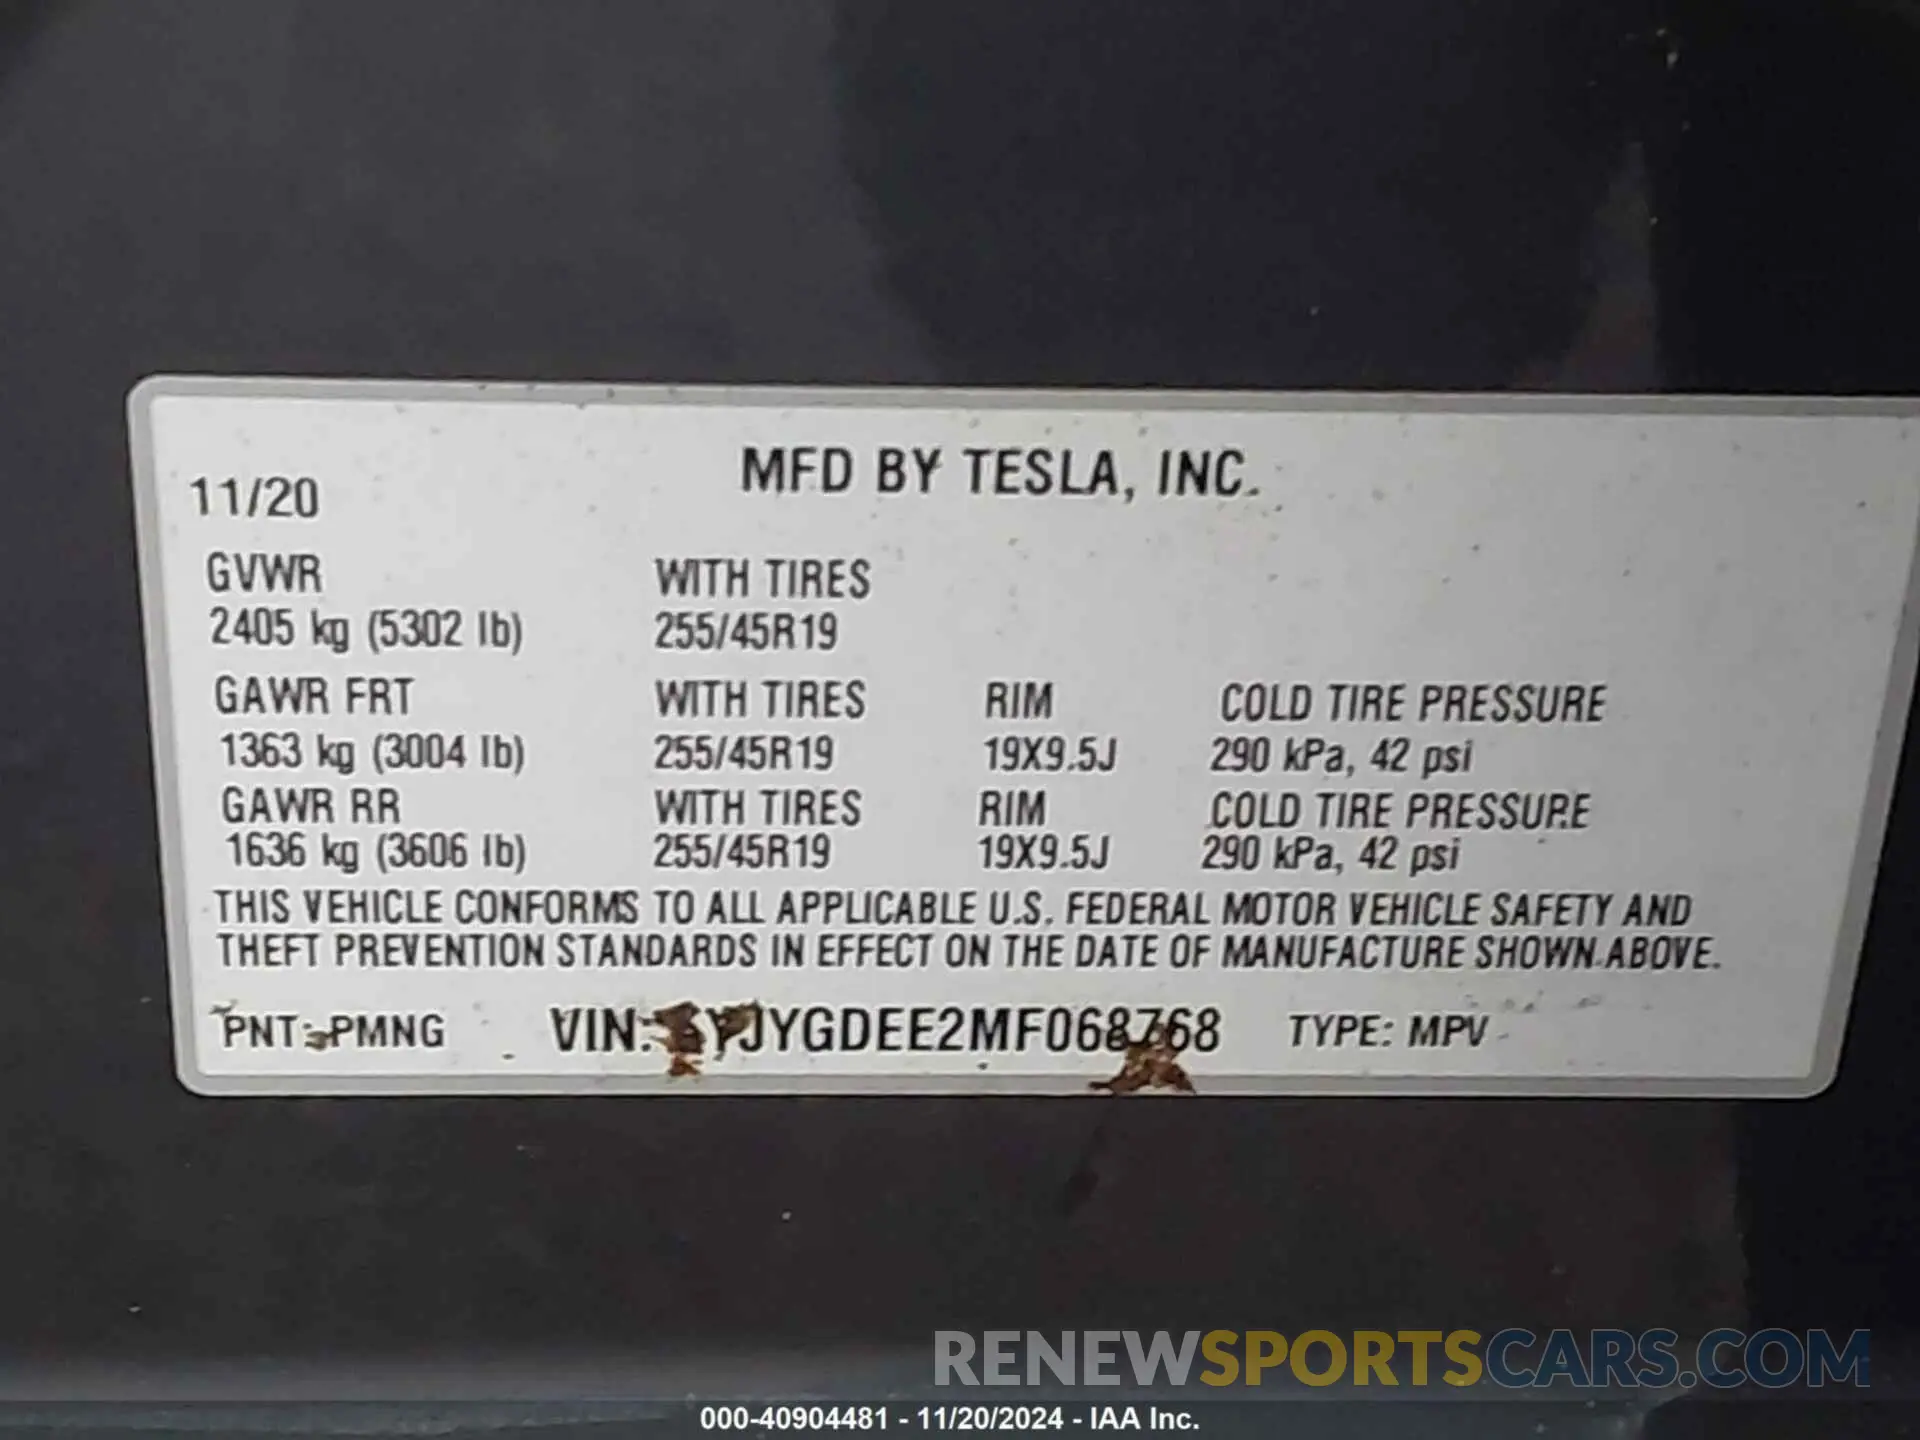 MFD BY TESLA, INC.
11/20
GVWR WITH TIRES
2405 kg (5302 lb) 255/45R19
GAWR FRT WITH TIRES RIM COLD TIRE PRESSURE
1363 kg (3004 lb) 255/45R19 19X9.5J 290 kPa, 42 psi
GAWR RR WITH TIRES RIM COLD TIRE PRESSURE
1636 kg (3606 lb) 255/45R19 19X9.5J 290 kPa, 42 psi
THIS VEHICLE CONFORMS TO ALL APPLICABLE U.S. FEDERAL MOTOR VEHICLE SAFETY AND
THEFT PREVENTION STANDARDS IN EFFECT ON THE DATE OF MANUFACTURE SHOWN ABOVE.
PNT: PMNG VIN: 5YJYGDEE2MF068768 TYPE: MPV
RENEWSPORTSCARS.COM
000-40904481 - 11/20/2024 - IAA Inc.